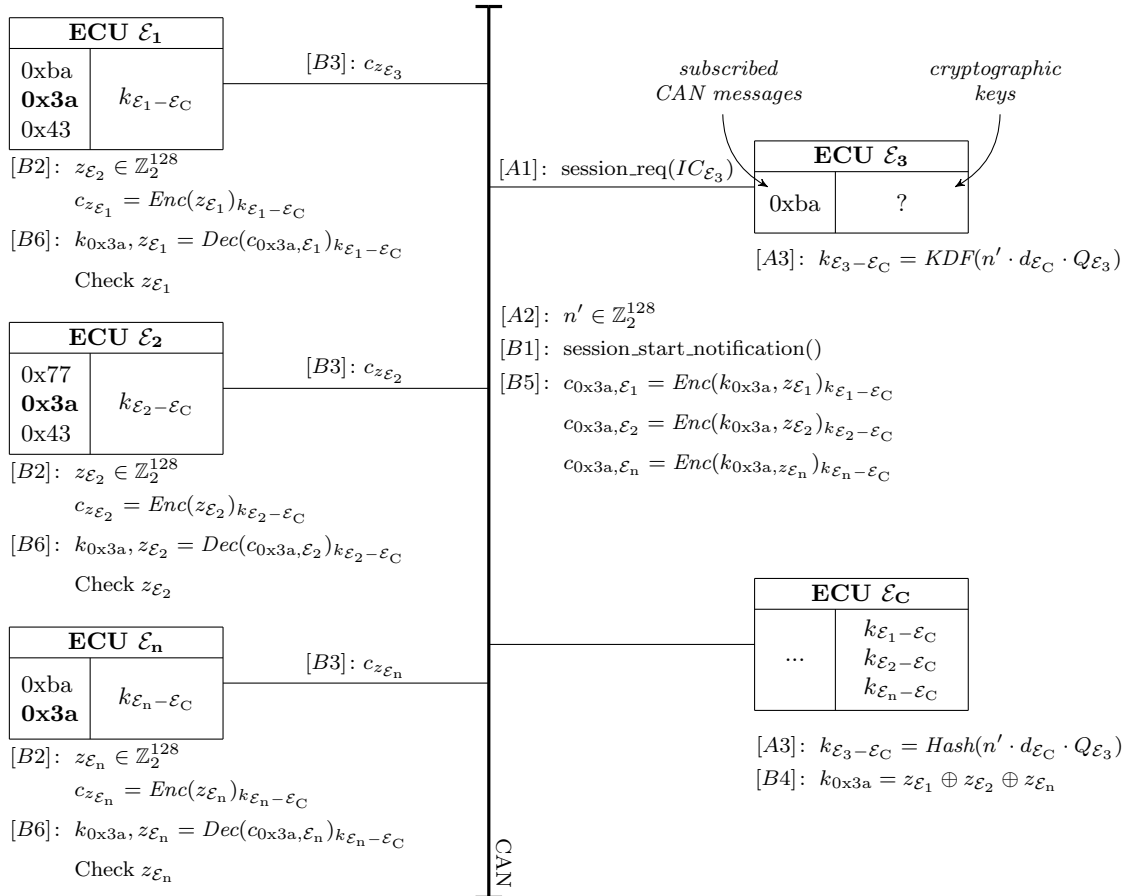 ECU ℰ₁
0xba
0x3a
0x43
k_{ℰ₁−ℰ_C}
[B3]: c_{z_{ℰ₃}}
[B2]: z_{ℰ₂} ∈ ℤ₂¹²⁸
c_{z_{ℰ₁}} = Enc(z_{ℰ₁})_{k_{ℰ₁−ℰ_C}}
[B6]: k_{0x3a}, z_{ℰ₁} = Dec(c_{0x3a,ℰ₁})_{k_{ℰ₁−ℰ_C}}
Check z_{ℰ₁}
ECU ℰ₂
0x77
0x3a
0x43
k_{ℰ₂−ℰ_C}
[B3]: c_{z_{ℰ₂}}
[B2]: z_{ℰ₂} ∈ ℤ₂¹²⁸
c_{z_{ℰ₂}} = Enc(z_{ℰ₂})_{k_{ℰ₂−ℰ_C}}
[B6]: k_{0x3a}, z_{ℰ₂} = Dec(c_{0x3a,ℰ₂})_{k_{ℰ₂−ℰ_C}}
Check z_{ℰ₂}
ECU ℰ_n
0xba
0x3a
k_{ℰ_n−ℰ_C}
[B3]: c_{z_{ℰ_n}}
[B2]: z_{ℰ_n} ∈ ℤ₂¹²⁸
c_{z_{ℰ_n}} = Enc(z_{ℰ_n})_{k_{ℰ_n−ℰ_C}}
[B6]: k_{0x3a}, z_{ℰ_n} = Dec(c_{0x3a,ℰ_n})_{k_{ℰ_n−ℰ_C}}
Check z_{ℰ_n}
CAN
subscribed
CAN messages
cryptographic
keys
[A1]: session_req(IC_{ℰ₃})
ECU ℰ₃
0xba
?
[A3]: k_{ℰ₃−ℰ_C} = KDF(n′ · d_{ℰ_C} · Q_{ℰ₃})
[A2]: n′ ∈ ℤ₂¹²⁸
[B1]: session_start_notification()
[B5]: c_{0x3a,ℰ₁} = Enc(k_{0x3a}, z_{ℰ₁})_{k_{ℰ₁−ℰ_C}}
c_{0x3a,ℰ₂} = Enc(k_{0x3a}, z_{ℰ₂})_{k_{ℰ₂−ℰ_C}}
c_{0x3a,ℰ_n} = Enc(k_{0x3a,z_{ℰ_n}})_{k_{ℰ_n−ℰ_C}}
ECU ℰ_C
...
k_{ℰ₁−ℰ_C}
k_{ℰ₂−ℰ_C}
k_{ℰ_n−ℰ_C}
[A3]: k_{ℰ₃−ℰ_C} = Hash(n′ · d_{ℰ_C} · Q_{ℰ₃})
[B4]: k_{0x3a} = z_{ℰ₁} ⊕ z_{ℰ₂} ⊕ z_{ℰ_n}